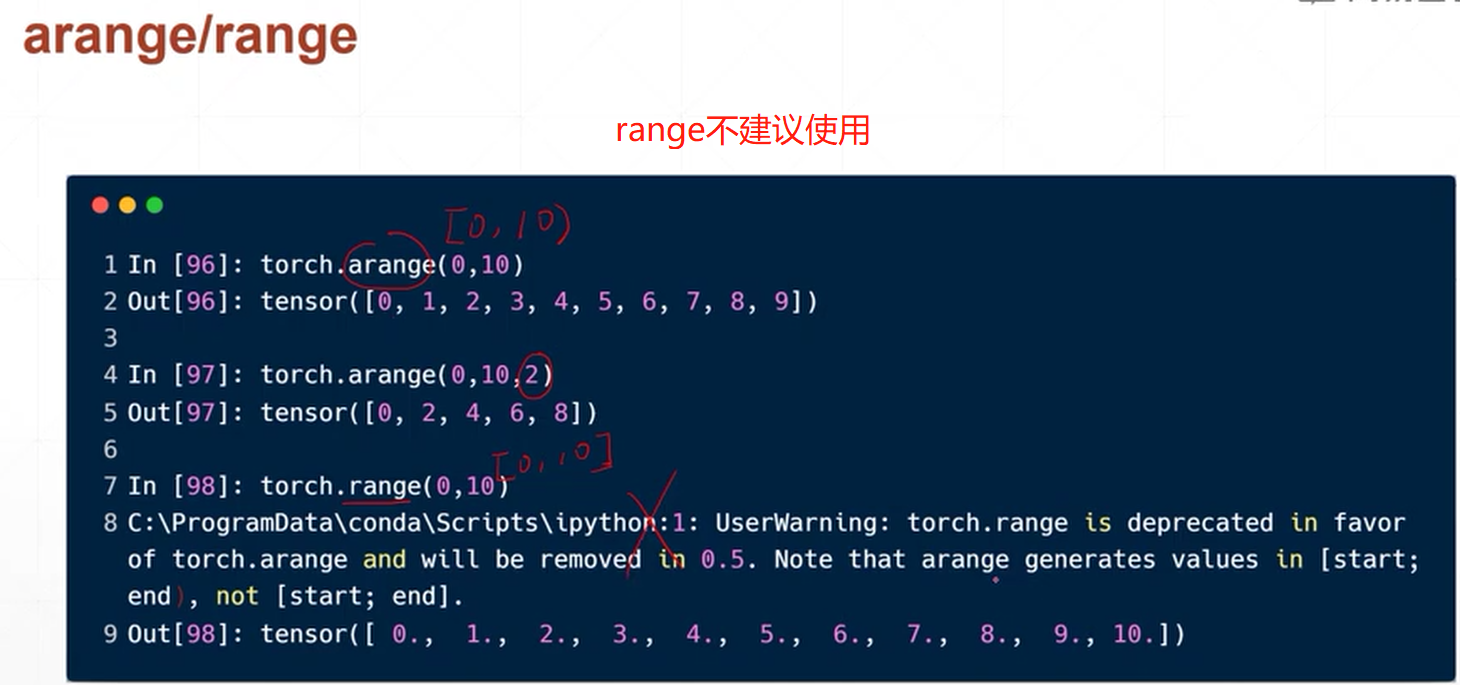 arange/range
range不建议使用
[0, 10)
1 In [96]: torch.arange(0,10)
2 Out[96]: tensor([0, 1, 2, 3, 4, 5, 6, 7, 8, 9])
3
4 In [97]: torch.arange(0,10,2)
5 Out[97]: tensor([0, 2, 4, 6, 8])
6
[0, 10]
7 In [98]: torch.range(0,10)
8 C:\ProgramData\conda\Scripts\ipython:1: UserWarning: torch.range is deprecated in favor
of torch.arange and will be removed in 0.5. Note that arange generates values in [start;
end), not [start; end].
9 Out[98]: tensor([ 0., 1., 2., 3., 4., 5., 6., 7., 8., 9., 10.])